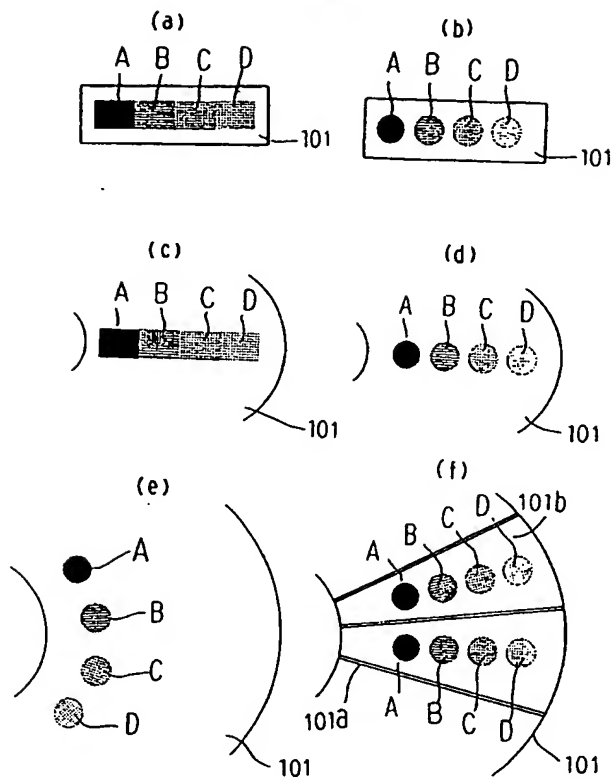 (a)
A B C D
101
(b)
A B C D
101
(c)
A B C D
101
(d)
A B C D
101
(e)
A
B
C
D
101
(f)
A B C D 101b
101a A B C D 101